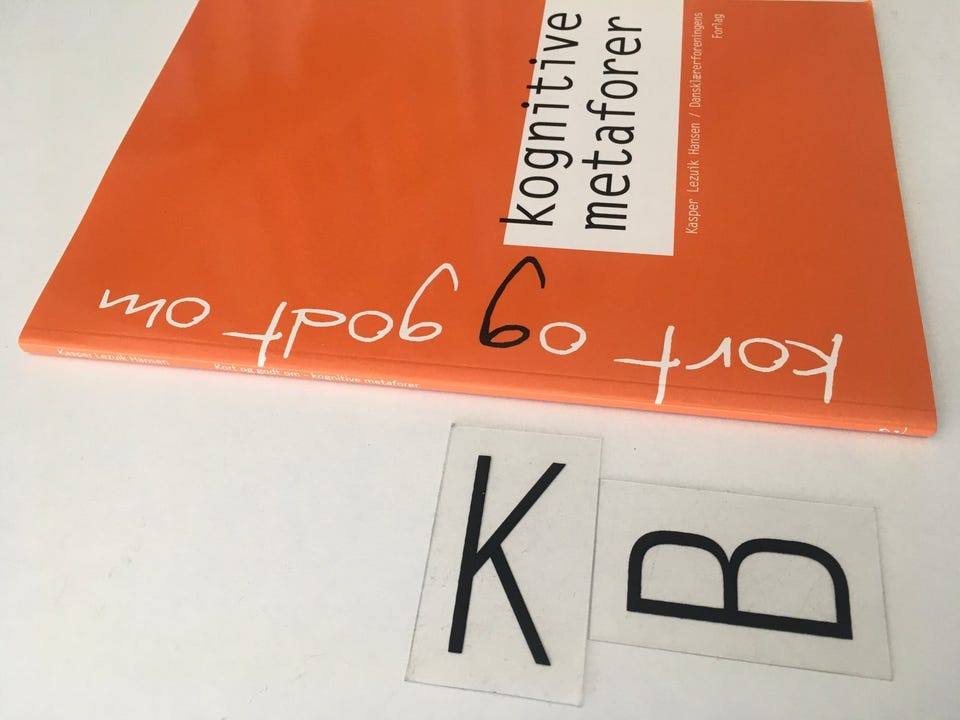 kort og godt om
kognitive
metaforer
Kasper Lezuik Hansen / Dansklærerforeningens
Forlag
Kasper Lezuik Hansen Kort og godt om – kognitive metaforer
K B